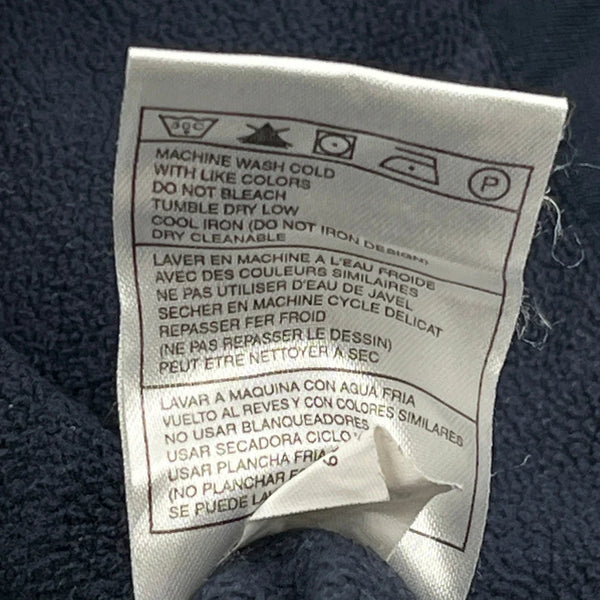 30C
P
MACHINE WASH COLD
WITH LIKE COLORS
DO NOT BLEACH
TUMBLE DRY LOW
COOL IRON (DO NOT IRON DESIGN)
DRY CLEANABLE
LAVER EN MACHINE A L'EAU FROIDE
AVEC DES COULEURS SIMILAIRES
NE PAS UTILISER D'EAU DE JAVEL
SECHER EN MACHINE CYCLE DELICAT
REPASSER FER FROID
(NE PAS REPASSER LE DESSIN)
PEUT ETRE NETTOYER A SEC
LAVAR A MAQUINA CON AGUA FRIA
VUELTO AL REVES Y CON COLORES SIMILARES
NO USAR BLANQUEADORES
USAR SECADORA CICLO
USAR PLANCHA FRIA
(NO PLANCHAR
SE PUEDE